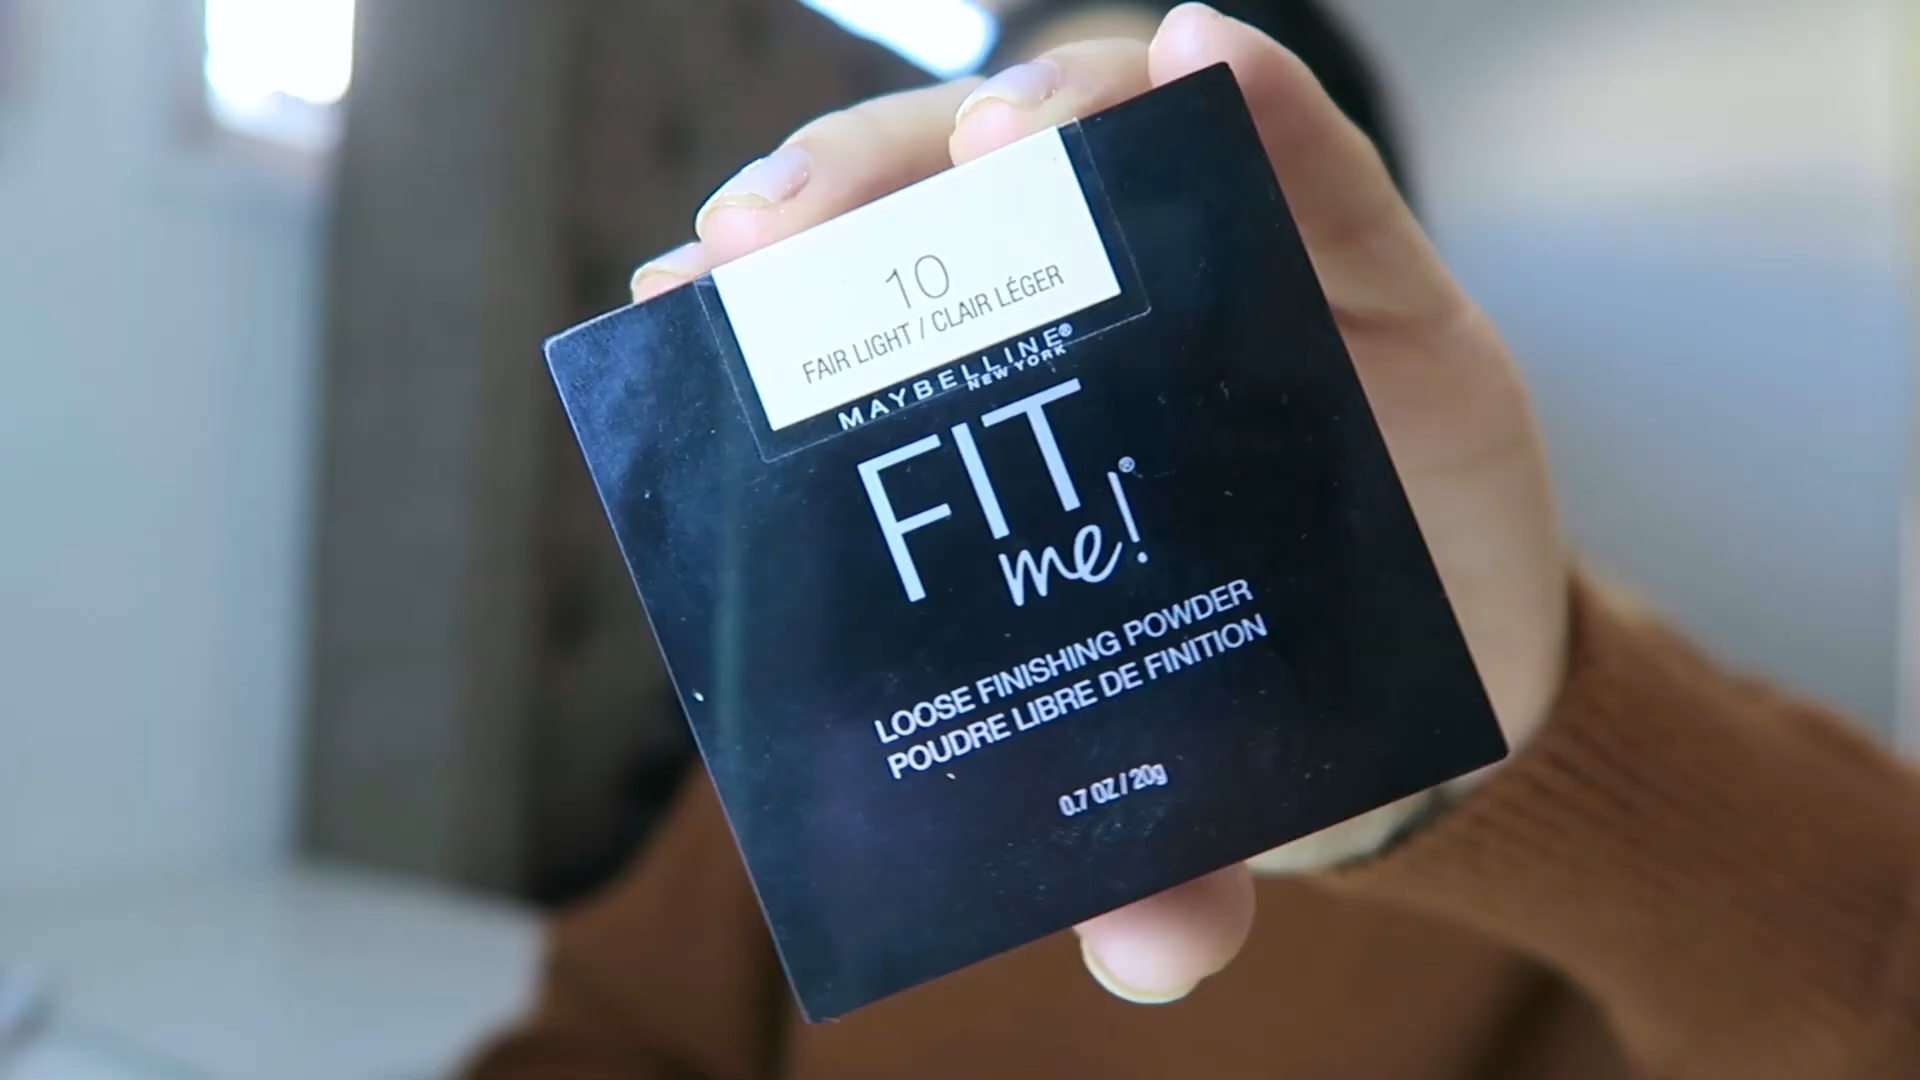 10
FAIR LIGHT / CLAIR LÉGER
MAYBELLINE®
NEW YORK
FIT
me!®
LOOSE FINISHING POWDER
POUDRE LIBRE DE FINITION
0.7 OZ / 20g